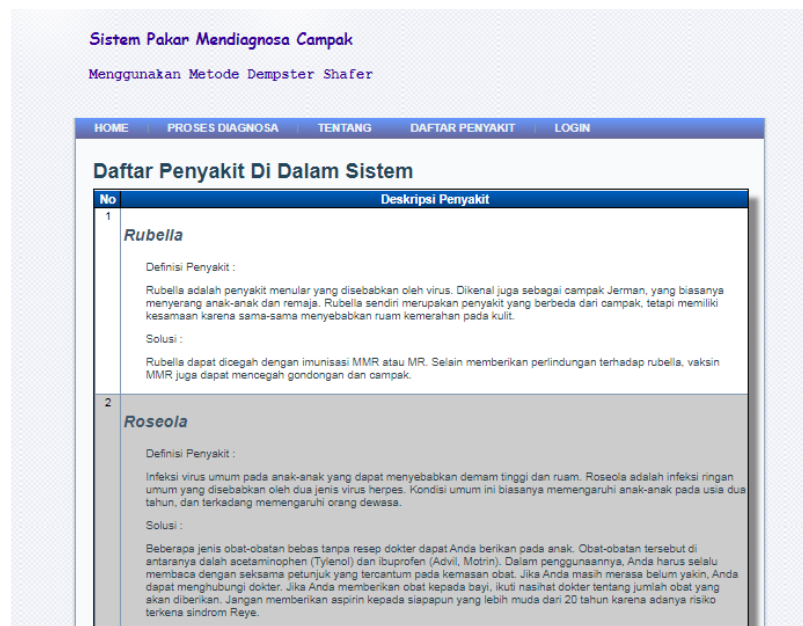 Sistem Pakar Mendiagnosa Campak
Menggunakan Metode Dempster Shafer
HOME PROSES DIAGNOSA TENTANG DAFTAR PENYAKIT LOGIN
Daftar Penyakit Di Dalam Sistem
No Deskripsi Penyakit
1
Rubella
Definisi Penyakit :
Rubella adalah penyakit menular yang disebabkan oleh virus. Dikenal juga sebagai campak Jerman, yang biasanya
menyerang anak-anak dan remaja. Rubella sendiri merupakan penyakit yang berbeda dari campak, tetapi memiliki
kesamaan karena sama-sama menyebabkan ruam kemerahan pada kulit.
Solusi :
Rubella dapat dicegah dengan imunisasi MMR atau MR. Selain memberikan perlindungan terhadap rubella, vaksin
MMR juga dapat mencegah gondongan dan campak.
2
Roseola
Definisi Penyakit :
Infeksi virus umum pada anak-anak yang dapat menyebabkan demam tinggi dan ruam. Roseola adalah infeksi ringan
umum yang disebabkan oleh dua jenis virus herpes. Kondisi umum ini biasanya memengaruhi anak-anak pada usia dua
tahun, dan terkadang memengaruhi orang dewasa.
Solusi :
Beberapa jenis obat-obatan bebas tanpa resep dokter dapat Anda berikan pada anak. Obat-obatan tersebut di
antaranya dalah acetaminophen (Tylenol) dan ibuprofen (Advil, Motrin). Dalam penggunaannya, Anda harus selalu
membaca dengan seksama petunjuk yang tercantum pada kemasan obat. Jika Anda masih merasa belum yakin, Anda
dapat menghubungi dokter. Jika Anda memberikan obat kepada bayi, ikuti nasihat dokter tentang jumlah obat yang
akan diberikan. Jangan memberikan aspirin kepada siapapun yang lebih muda dari 20 tahun karena adanya risiko
terkena sindrom Reye.